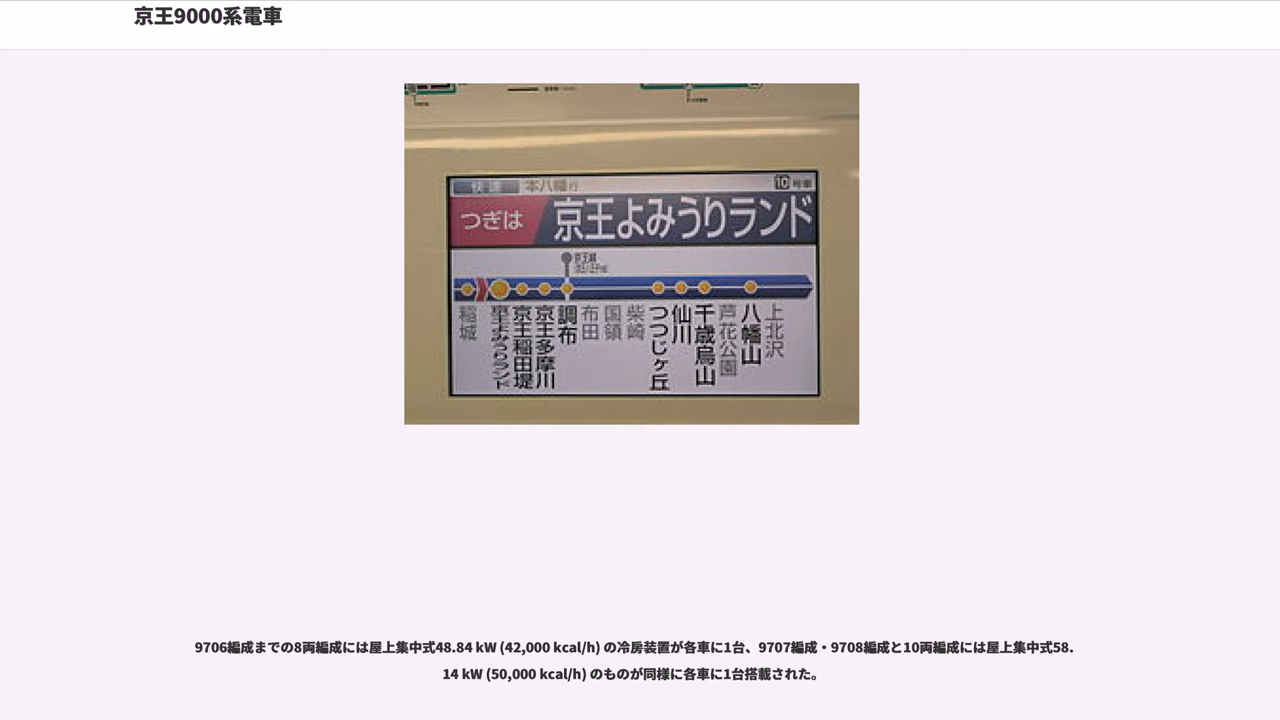 京王9000系電車
本八幡行
10号車
つぎは
京王よみうりランド
稲城
京王よみうりランド
京王稲田堤
京王多摩川
調布
布田
国領
柴崎
つつじヶ丘
仙川
千歳烏山
芦花公園
八幡山
上北沢
9706編成までの8両編成には屋上集中式48.84 kW (42,000 kcal/h) の冷房装置が各車に1台、9707編成・9708編成と10両編成には屋上集中式58.
14 kW (50,000 kcal/h) のものが同様に各車に1台搭載された。